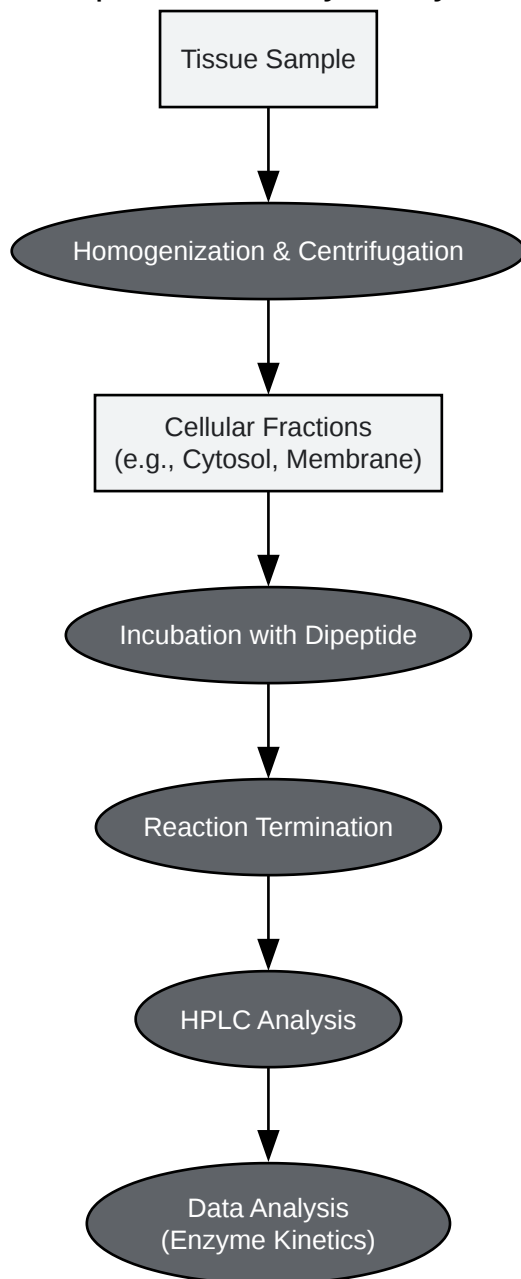 Tissue Sample
Homogenization & Centrifugation
Cellular Fractions
(e.g., Cytosol, Membrane)
Incubation with Dipeptide
Reaction Termination
HPLC Analysis
Data Analysis
(Enzyme Kinetics)